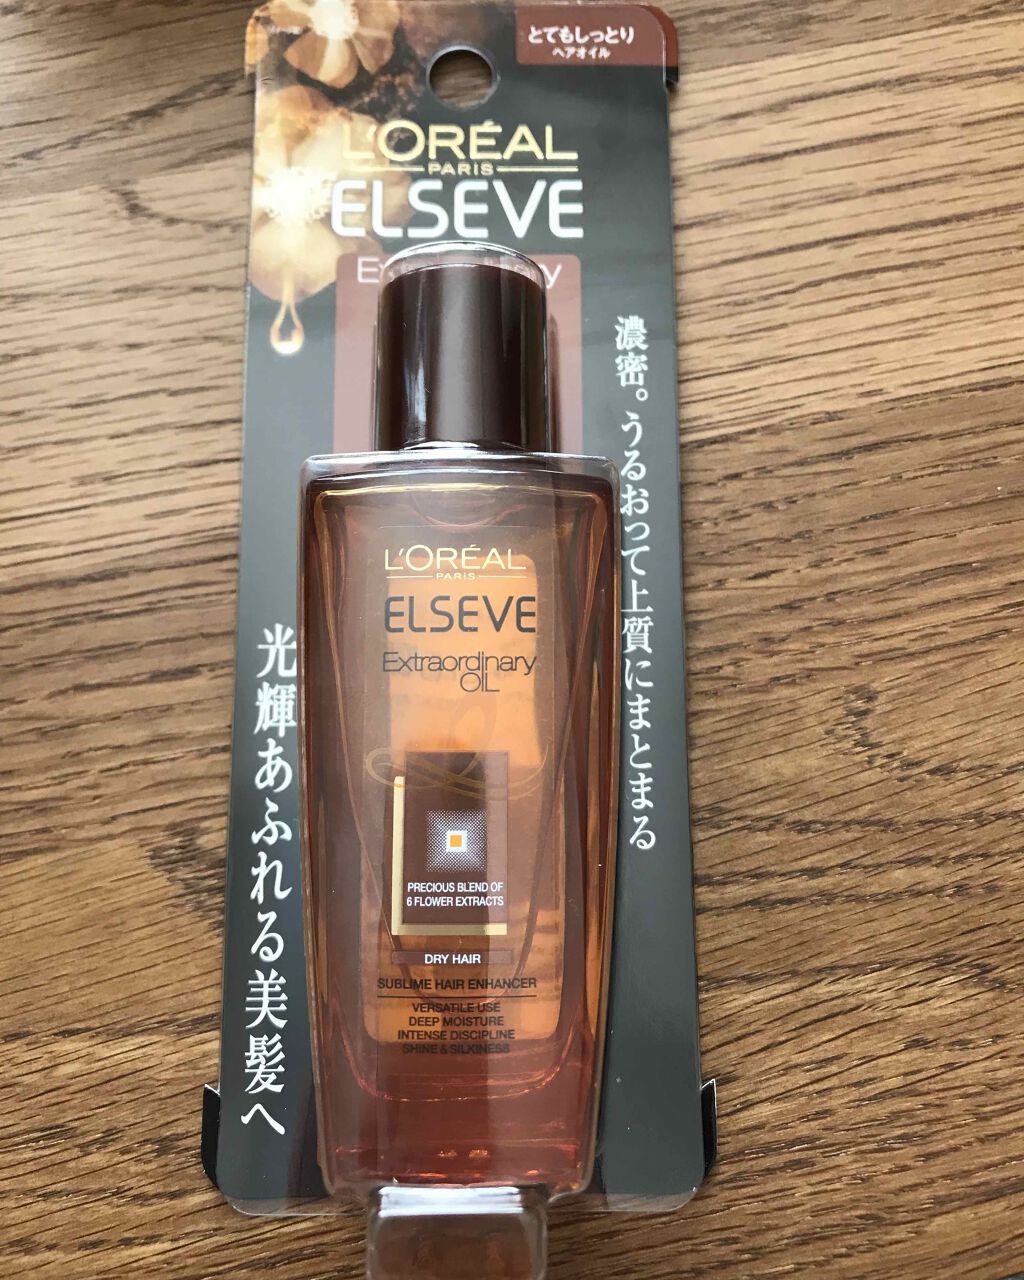 とてもしっとり
ヘアオイル
L'ORÉAL
PARIS
ELSEVE
濃密。うるおって上質にまとまる
光輝あふれる美髪へ
L'ORÉAL
PARIS
ELSEVE
Extraordinary
OIL
PRECIOUS BLEND OF
6 FLOWER EXTRACTS
DRY HAIR
SUBLIME HAIR ENHANCER
VERSATILE USE
DEEP MOISTURE
INTENSE DISCIPLINE
SHINE & SILKINESS